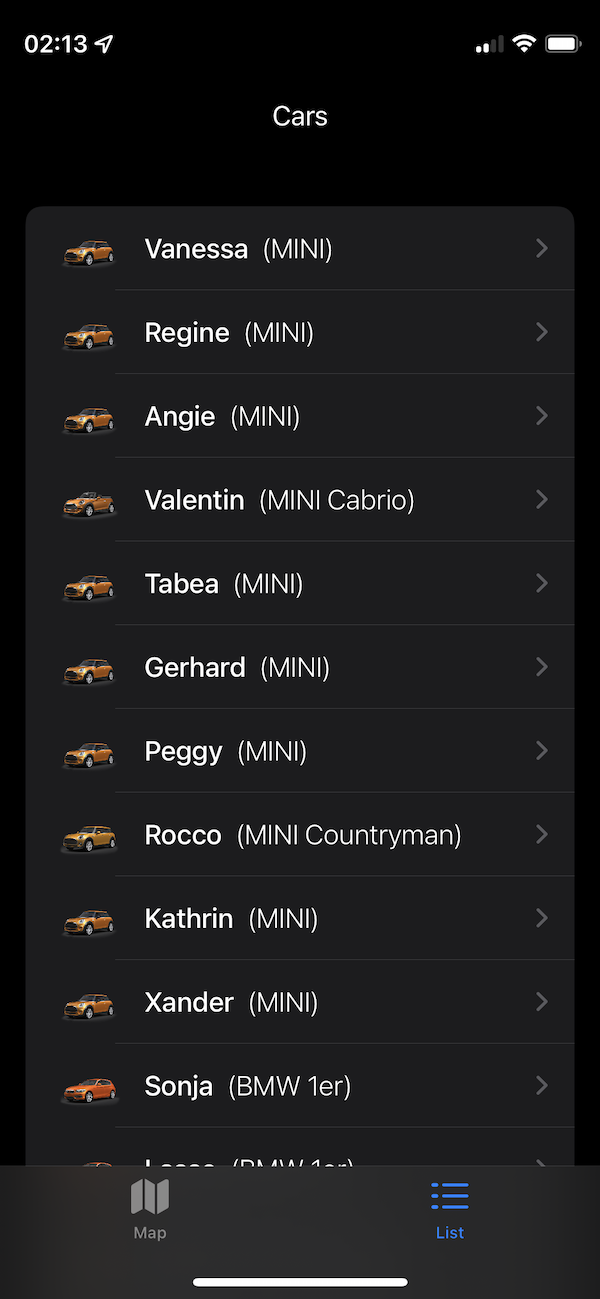 02:13
Cars
Vanessa (MINI)
Regine (MINI)
Angie (MINI)
Valentin (MINI Cabrio)
Tabea (MINI)
Gerhard (MINI)
Peggy (MINI)
Rocco (MINI Countryman)
Kathrin (MINI)
Xander (MINI)
Sonja (BMW 1er)
(BMW 1er)
Map
List